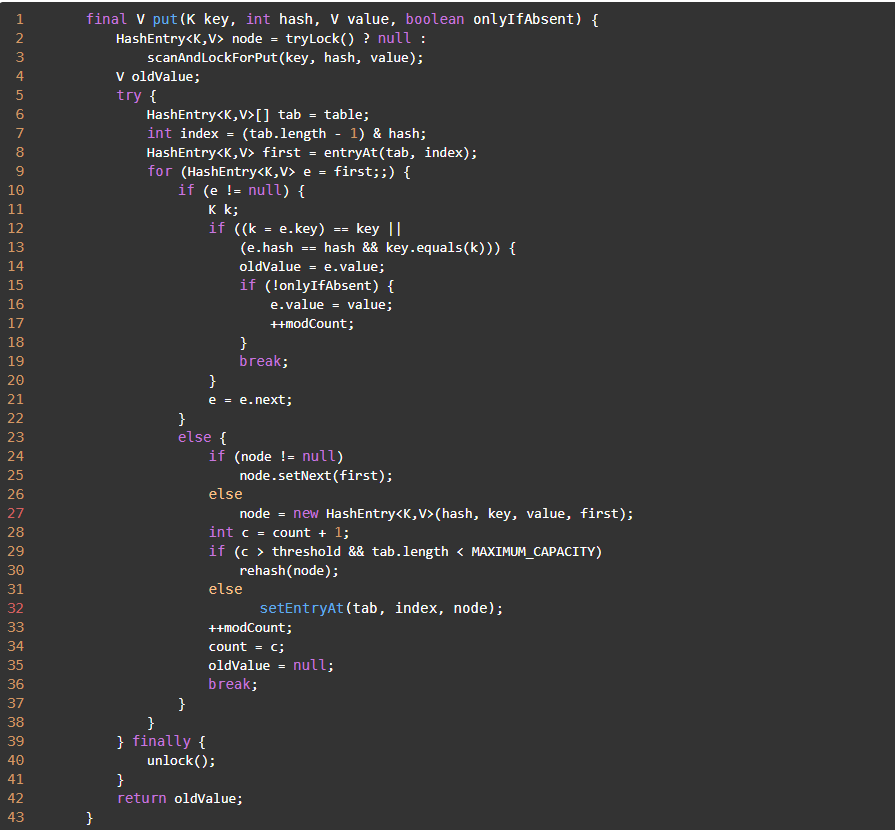 1 final V put(K key, int hash, V value, boolean onlyIfAbsent) {
2 HashEntry<K,V> node = tryLock() ? null :
3 scanAndLockForPut(key, hash, value);
4 V oldValue;
5 try {
6 HashEntry<K,V>[] tab = table;
7 int index = (tab.length - 1) & hash;
8 HashEntry<K,V> first = entryAt(tab, index);
9 for (HashEntry<K,V> e = first;;) {
10 if (e != null) {
11 K k;
12 if ((k = e.key) == key ||
13 (e.hash == hash && key.equals(k))) {
14 oldValue = e.value;
15 if (!onlyIfAbsent) {
16 e.value = value;
17 ++modCount;
18 }
19 break;
20 }
21 e = e.next;
22 }
23 else {
24 if (node != null)
25 node.setNext(first);
26 else
27 node = new HashEntry<K,V>(hash, key, value, first);
28 int c = count + 1;
29 if (c > threshold && tab.length < MAXIMUM_CAPACITY)
30 rehash(node);
31 else
32 setEntryAt(tab, index, node);
33 ++modCount;
34 count = c;
35 oldValue = null;
36 break;
37 }
38 }
39 } finally {
40 unlock();
41 }
42 return oldValue;
43 }